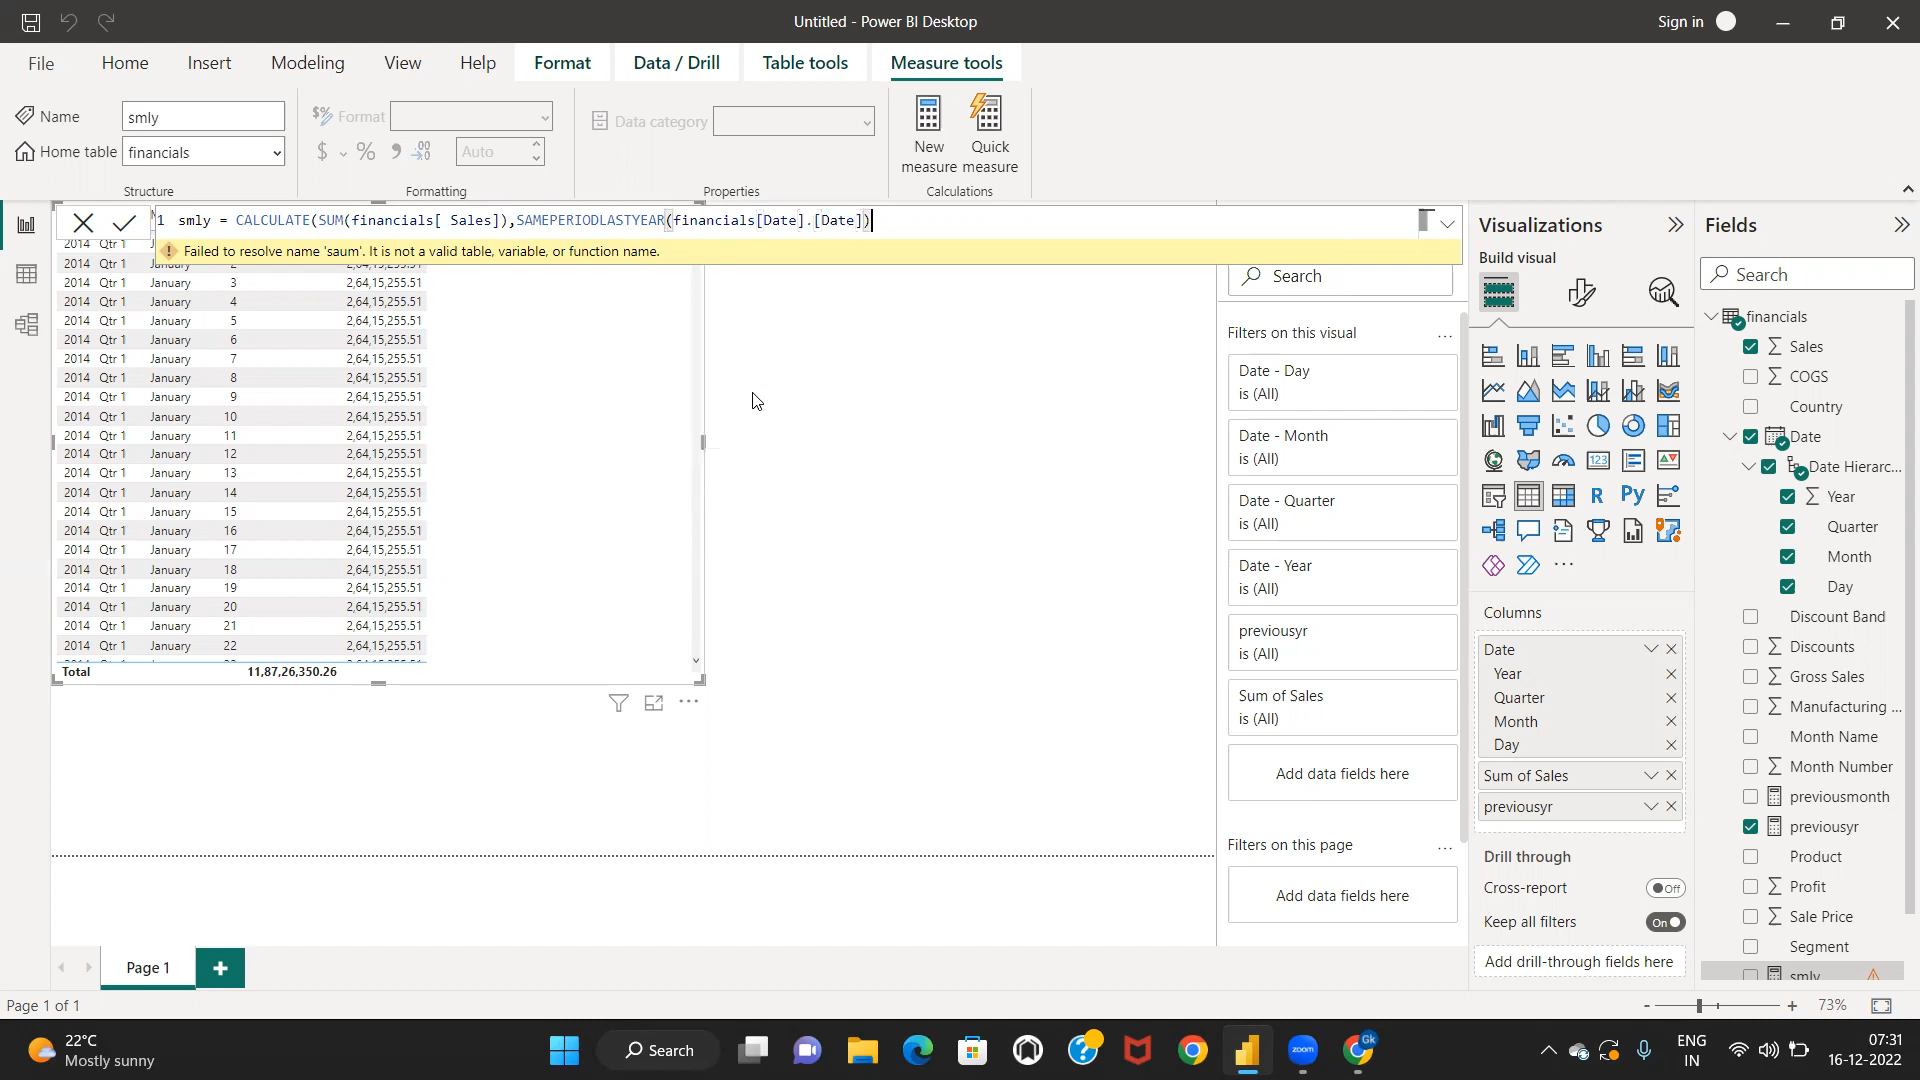 Untitled - Power BI Desktop
Sign in
File
Home
Insert
Modeling
View
Help
Format
Data / Drill
Table tools
Measure tools
Name
smly
Home table
financials
Structure
$% Format
$ % , .00
Auto
Formatting
Data category
Properties
New
measure
Quick
measure
Calculations
1 smly = CALCULATE(SUM(financials[ Sales]),SAMEPERIODLASTYEAR(financials[Date].[Date])
Failed to resolve name 'saum'. It is not a valid table, variable, or function name.
2014 Qtr 1 January 2 2,64,15,255.51
2014 Qtr 1 January 3 2,64,15,255.51
2014 Qtr 1 January 4 2,64,15,255.51
2014 Qtr 1 January 5 2,64,15,255.51
2014 Qtr 1 January 6 2,64,15,255.51
2014 Qtr 1 January 7 2,64,15,255.51
2014 Qtr 1 January 8 2,64,15,255.51
2014 Qtr 1 January 9 2,64,15,255.51
2014 Qtr 1 January 10 2,64,15,255.51
2014 Qtr 1 January 11 2,64,15,255.51
2014 Qtr 1 January 12 2,64,15,255.51
2014 Qtr 1 January 13 2,64,15,255.51
2014 Qtr 1 January 14 2,64,15,255.51
2014 Qtr 1 January 15 2,64,15,255.51
2014 Qtr 1 January 16 2,64,15,255.51
2014 Qtr 1 January 17 2,64,15,255.51
2014 Qtr 1 January 18 2,64,15,255.51
2014 Qtr 1 January 19 2,64,15,255.51
2014 Qtr 1 January 20 2,64,15,255.51
2014 Qtr 1 January 21 2,64,15,255.51
2014 Qtr 1 January 22 2,64,15,255.51
Total 11,87,26,350.26
Search
Filters on this visual
Date - Day
is (All)
Date - Month
is (All)
Date - Quarter
is (All)
Date - Year
is (All)
previousyr
is (All)
Sum of Sales
is (All)
Add data fields here
Filters on this page
Add data fields here
Visualizations
Build visual
123
R
Py
Columns
Date
Year
Quarter
Month
Day
Sum of Sales
previousyr
Drill through
Cross-report
Off
Keep all filters
On
Add drill-through fields here
Fields
Search
financials
Sales
COGS
Country
Date
Date Hierarc...
Year
Quarter
Month
Day
Discount Band
Discounts
Gross Sales
Manufacturing ...
Month Name
Month Number
previousmonth
previousyr
Product
Profit
Sale Price
Segment
smly
Page 1
Page 1 of 1
- + 73%
22°C
Mostly sunny
Search
zoom
Gk
ENG
IN
07:31
16-12-2022